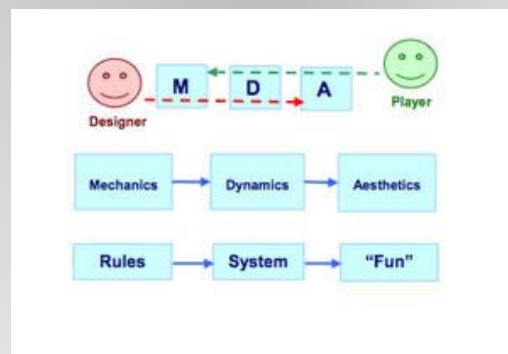 M D A
Designer
Player
Mechanics Dynamics Aesthetics
Rules System “Fun”